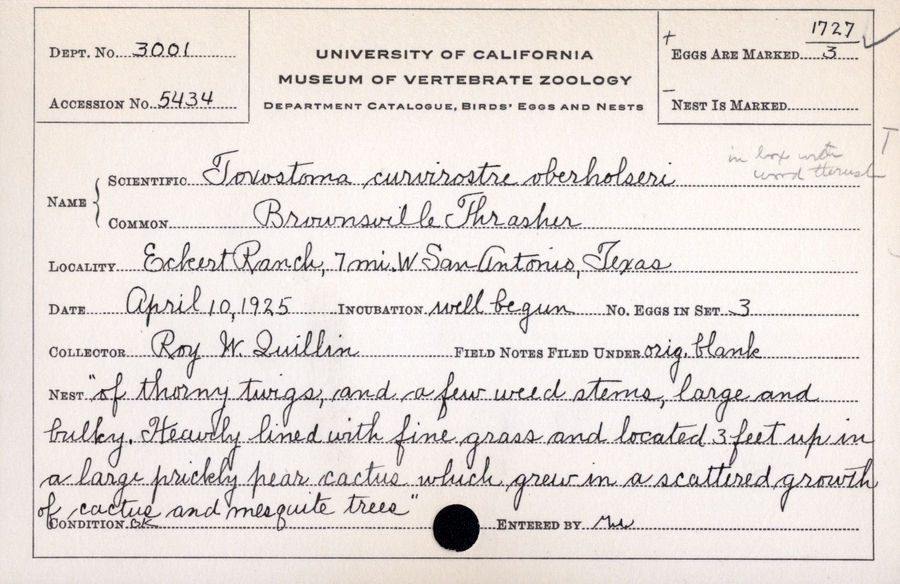 DEPT. No. 3001
ACCESSION No. 5434
UNIVERSITY OF CALIFORNIA
MUSEUM OF VERTEBRATE ZOOLOGY
DEPARTMENT CATALOGUE, BIRDS' EGGS AND NESTS
1727
+ EGGS ARE MARKED 3
– NEST IS MARKED
in box with
wood thrush
T
NAME
SCIENTIFIC Toxostoma curvirostre oberholseri
COMMON Brownsville Thrasher
LOCALITY Eckert Ranch, 7 mi. W San Antonio, Texas
DATE April 10, 1925 INCUBATION well begun No. EGGS IN SET 3
COLLECTOR Roy W. Quillin FIELD NOTES FILED UNDER orig. blank
NEST "of thorny twigs, and a few weed stems, large and
bulky. Heavily lined with fine grass and located 3 feet up in
a large prickly pear cactus which grew in a scattered growth
of cactus and mesquite trees"
CONDITION OK ENTERED BY